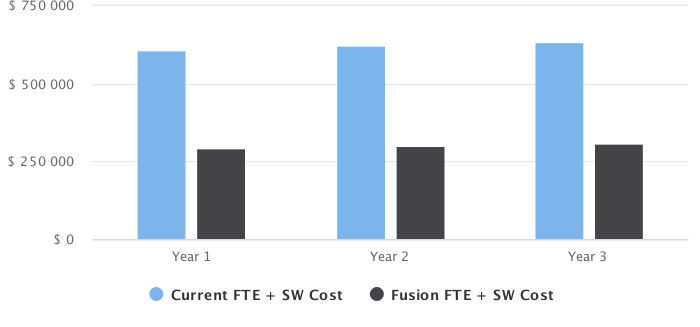 $ 750 000
$ 500 000
$ 250 000
$ 0
Year 1 Year 2 Year 3
Current FTE + SW Cost Fusion FTE + SW Cost